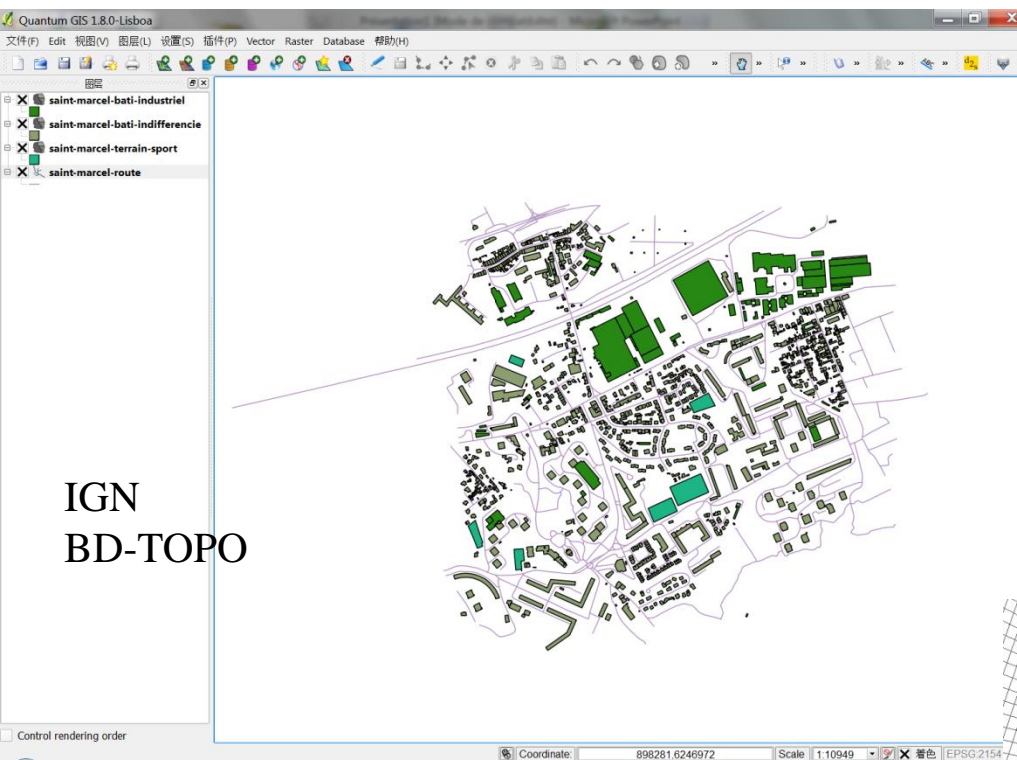 Quantum GIS 1.8.0-Lisboa
文件(F) Edit 视图(V) 图层(L) 设置(S) 插件(P) Vector Raster Database 帮助(H)
图层
saint-marcel-bati-industriel
saint-marcel-bati-indifferencie
saint-marcel-terrain-sport
saint-marcel-route
IGN
BD-TOPO
Control rendering order
Coordinate: 898281,6246972 Scale 1:10949 着色 EPSG:2154